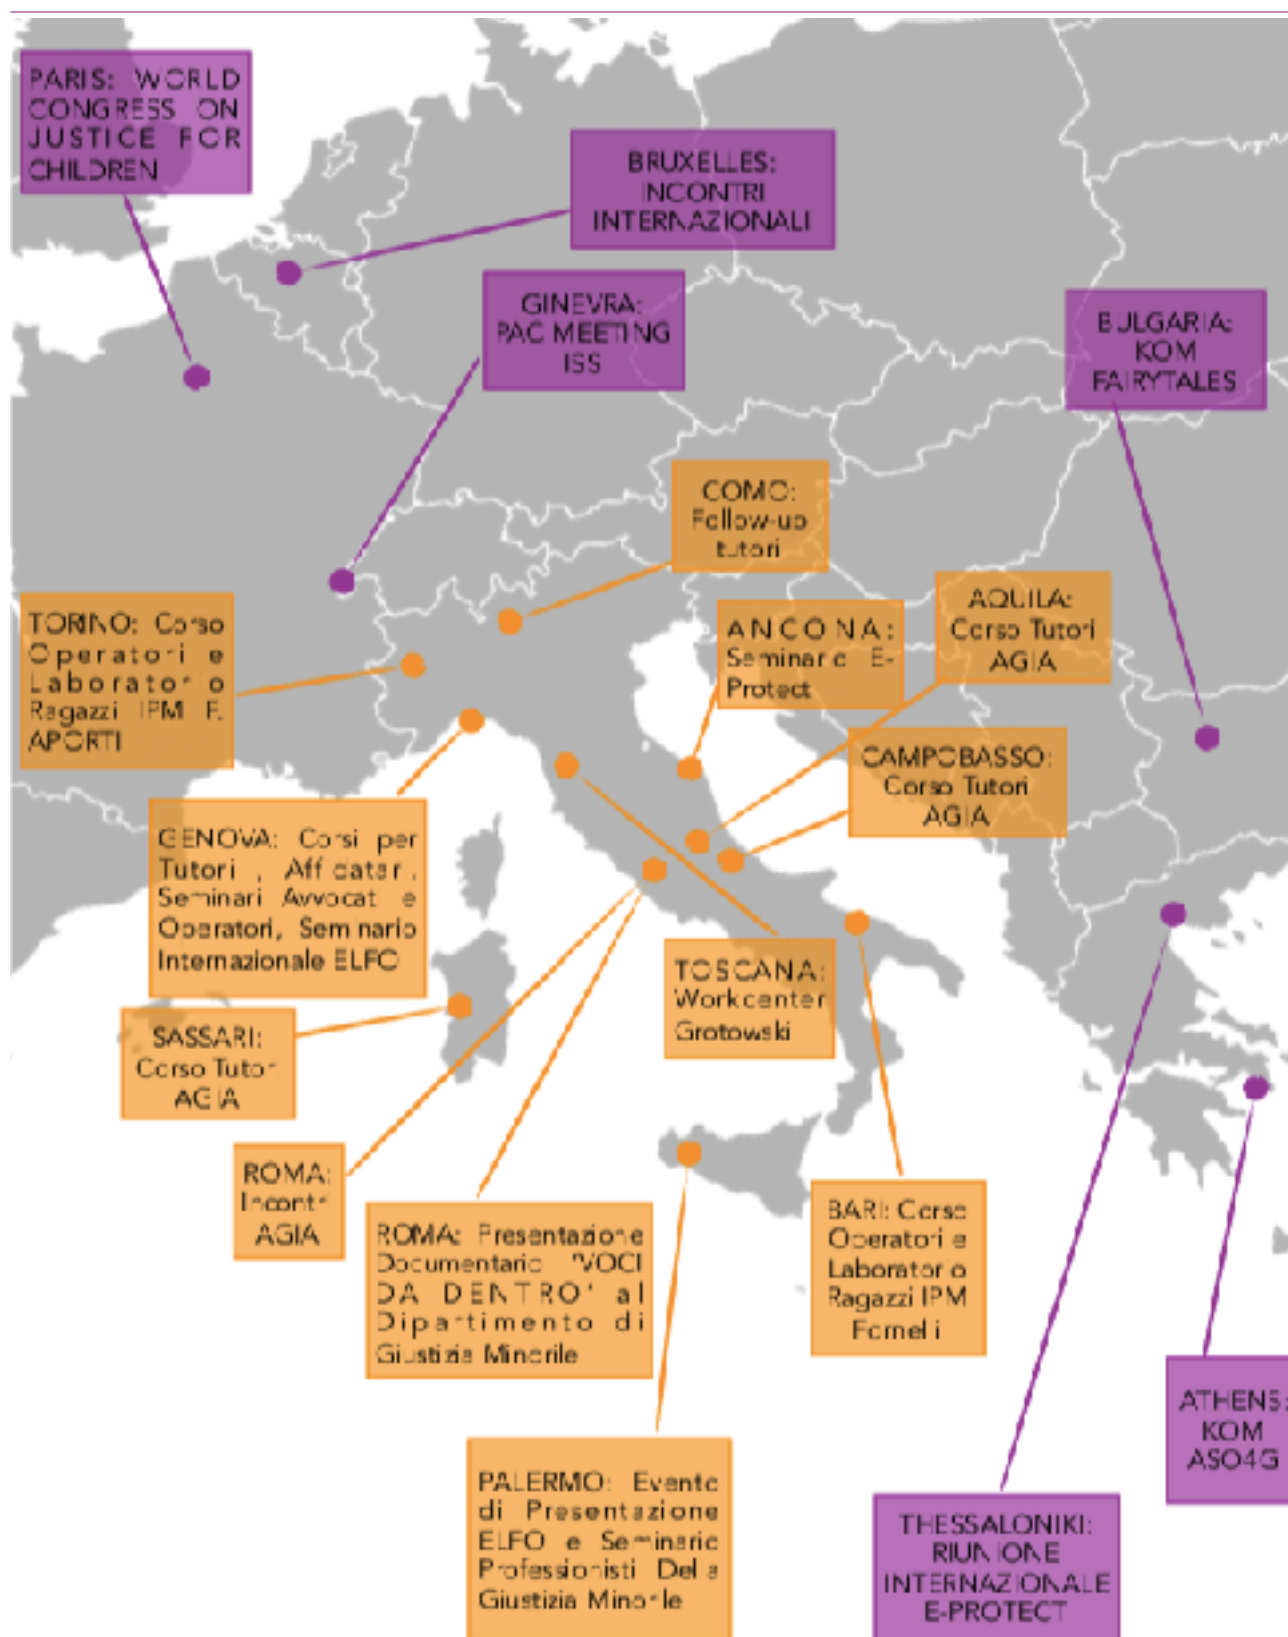 PARIS: WORLD
CONGRESS ON
JUSTICE FOR
CHILDREN
BRUXELLES:
INCONTRI
INTERNAZIONALI
GINEVRA:
PAC MEETING
ISS
BULGARIA:
KOM
FAIRYTALES
COMO:
Follow-up
tutori
TORINO: Corso
Operatori e
Laboratorio
Ragazzi IPM F.
APORTI
ANCONA:
Seminario E-
Protect
AQUILA:
Corso Tutori
AGIA
CAMPOBASSO:
Corso Tutori
AGIA
GENOVA: Corsi per
Tutori , Affidatari,
Seminari Avvocati e
Operatori, Seminario
Internazionale ELFO
TOSCANA:
Workcenter
Grotowski
SASSARI:
Corso Tutori
AGIA
ROMA:
Incontri
AGIA
ROMA: Presentazione
Documentario "VOCI
DA DENTRO" al
Dipartimento di
Giustizia Minorile
BARI: Corso
Operatori e
Laboratorio
Ragazzi IPM
Fornelli
PALERMO: Evento
di Presentazione
ELFO e Seminario
Professionisti Della
Giustizia Minorile
ATHENS:
KOM
ASO4G
THESSALONIKI:
RIUNIONE
INTERNAZIONALE
E-PROTECT